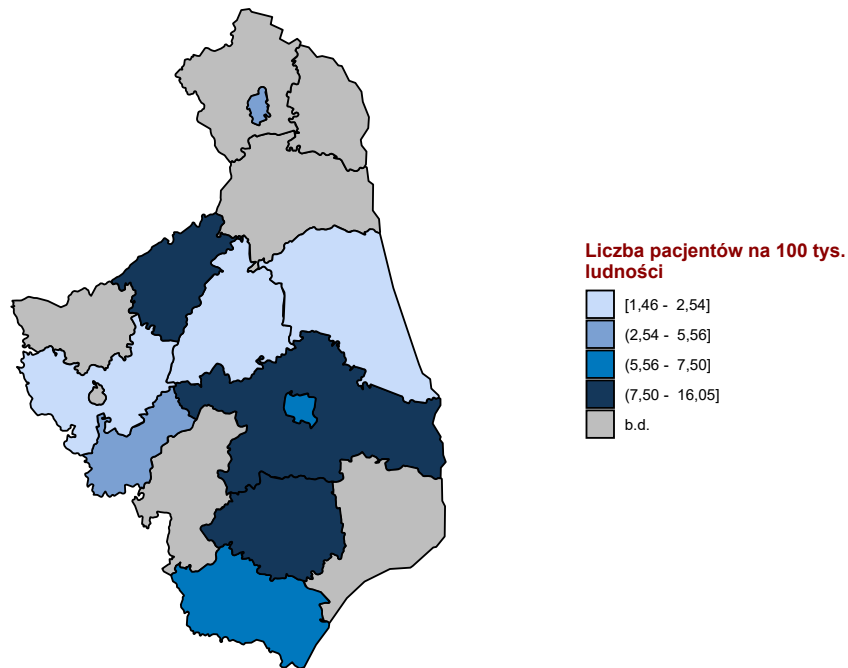 Liczba pacjentów na 100 tys.
ludności
[1,46 - 2,54]
(2,54 - 5,56]
(5,56 - 7,50]
(7,50 - 16,05]
b.d.